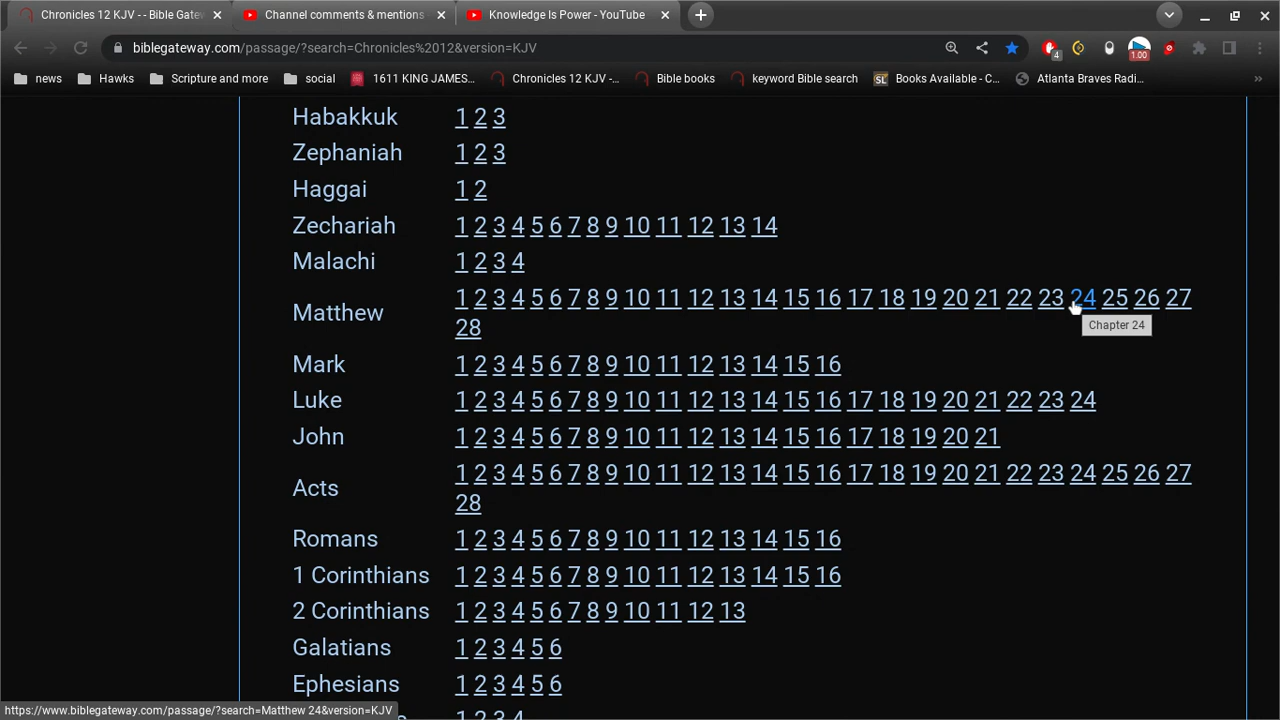 Chronicles 12 KJV - - Bible Gatew
Channel comments & mentions -
Knowledge Is Power - YouTube
biblegateway.com/passage/?search=Chronicles%2012&version=KJV
4
1.00
news
Hawks
Scripture and more
social
1611 KING JAMES...
Chronicles 12 KJV -...
Bible books
keyword Bible search
SL
Books Available - C...
Atlanta Braves Radi...
»
Habakkuk 1 2 3
Zephaniah 1 2 3
Haggai 1 2
Zechariah 1 2 3 4 5 6 7 8 9 10 11 12 13 14
Malachi 1 2 3 4
Matthew 1 2 3 4 5 6 7 8 9 10 11 12 13 14 15 16 17 18 19 20 21 22 23 24 25 26 27
28
Chapter 24
Mark 1 2 3 4 5 6 7 8 9 10 11 12 13 14 15 16
Luke 1 2 3 4 5 6 7 8 9 10 11 12 13 14 15 16 17 18 19 20 21 22 23 24
John 1 2 3 4 5 6 7 8 9 10 11 12 13 14 15 16 17 18 19 20 21
Acts 1 2 3 4 5 6 7 8 9 10 11 12 13 14 15 16 17 18 19 20 21 22 23 24 25 26 27
28
Romans 1 2 3 4 5 6 7 8 9 10 11 12 13 14 15 16
1 Corinthians 1 2 3 4 5 6 7 8 9 10 11 12 13 14 15 16
2 Corinthians 1 2 3 4 5 6 7 8 9 10 11 12 13
Galatians 1 2 3 4 5 6
Ephesians 1 2 3 4 5 6
1 2 3 4
https://www.biblegateway.com/passage/?search=Matthew 24&version=KJV